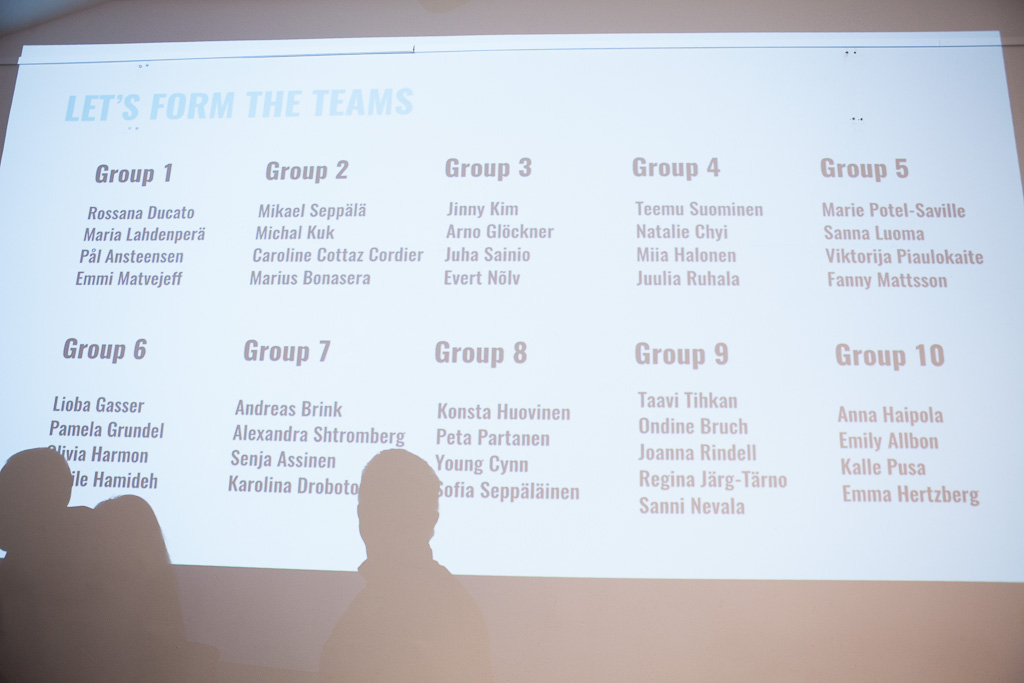 LET'S FORM THE TEAMS
Group 1
Rossana Ducato
Maria Lahdenperä
Pål Ansteensen
Emmi Matvejeff
Group 2
Mikael Seppälä
Michal Kuk
Caroline Cottaz Cordier
Marius Bonasera
Group 3
Jinny Kim
Arno Glöckner
Juha Sainio
Evert Nölv
Group 4
Teemu Suominen
Natalie Chyi
Miia Halonen
Juulia Ruhala
Group 5
Marie Potel-Saville
Sanna Luoma
Viktorija Piaulokaite
Fanny Mattsson
Group 6
Lioba Gasser
Pamela Grundel
Olivia Harmon
Hamideh
Group 7
Andreas Brink
Alexandra Shtromberg
Senja Assinen
Karolina
Group 8
Konsta Huovinen
Peta Partanen
Young Cynn
Sofia Seppäläinen
Group 9
Taavi Tihkan
Ondine Bruch
Joanna Rindell
Regina Järg-Tärno
Sanni Nevala
Group 10
Anna Haipola
Emily Allbon
Kalle Pusa
Emma Hertzberg